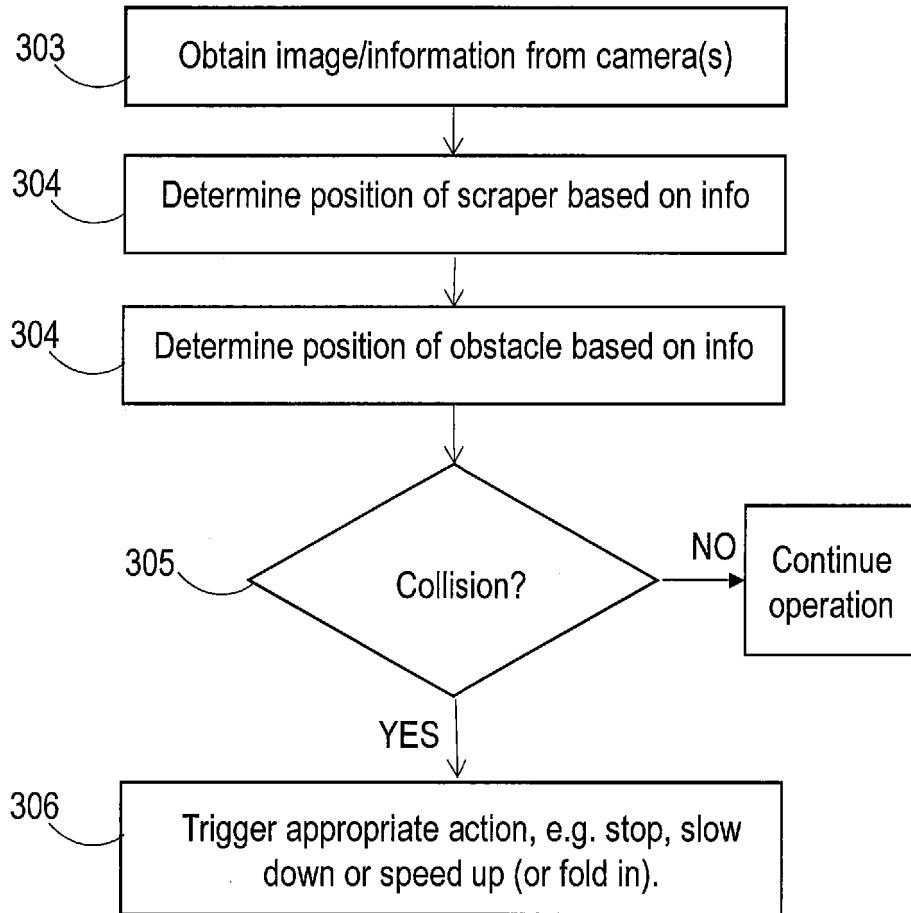 303
Obtain image/information from camera(s)
304
Determine position of scraper based on info
304
Determine position of obstacle based on info
305
Collision?
NO
Continue
operation
YES
306
Trigger appropriate action, e.g. stop, slow
down or speed up (or fold in).